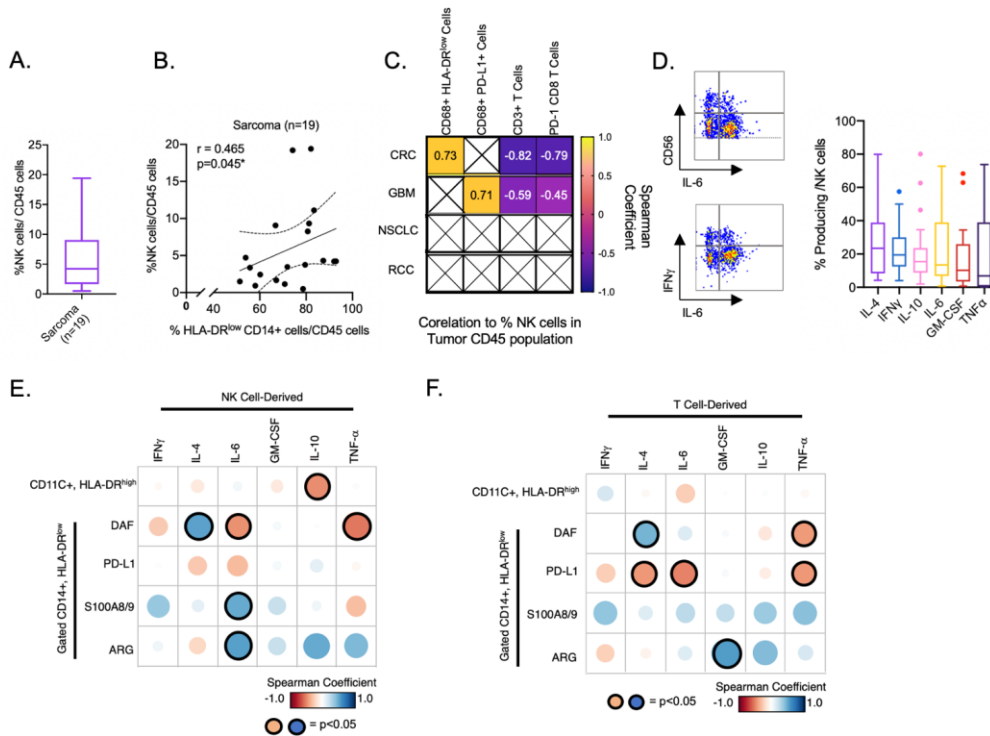 A.
%NK cells/ CD45 cells
25
20
15
10
5
0
Sarcoma
(n=19)
B.
Sarcoma (n=19)
r = 0.465
p=0.045*
%NK cells/CD45 cells
20
15
10
5
0
0
40
60
80
100
% HLA-DRlow CD14+ cells/CD45 cells
C.
CD68+ HLA-DRlow Cells
CD68+ PD-L1+ Cells
CD3+ T Cells
PD-1 CD8 T Cells
CRC
0.73
-0.82
-0.79
GBM
0.71
-0.59
-0.45
NSCLC
RCC
1.0
0.5
0
-0.5
-1.0
Spearman
Coefficient
Corelation to % NK cells in
Tumor CD45 population
D.
CD56
IL-6
IFNγ
IL-6
% Producing /NK cells
100
80
60
40
20
0
IL-4
IFNγ
IL-10
IL-6
GM-CSF
TNFα
E.
NK Cell-Derived
IFNγ
IL-4
IL-6
GM-CSF
IL-10
TNF-α
CD11C+, HLA-DRhigh
Gated CD14+, HLA-DRlow
DAF
PD-L1
S100A8/9
ARG
Spearman Coefficient
-1.0
1.0
= p<0.05
F.
T Cell-Derived
IFNγ
IL-4
IL-6
GM-CSF
IL-10
TNF-α
CD11C+, HLA-DRhigh
Gated CD14+, HLA-DRlow
DAF
PD-L1
S100A8/9
ARG
= p<0.05
Spearman Coefficient
-1.0
1.0